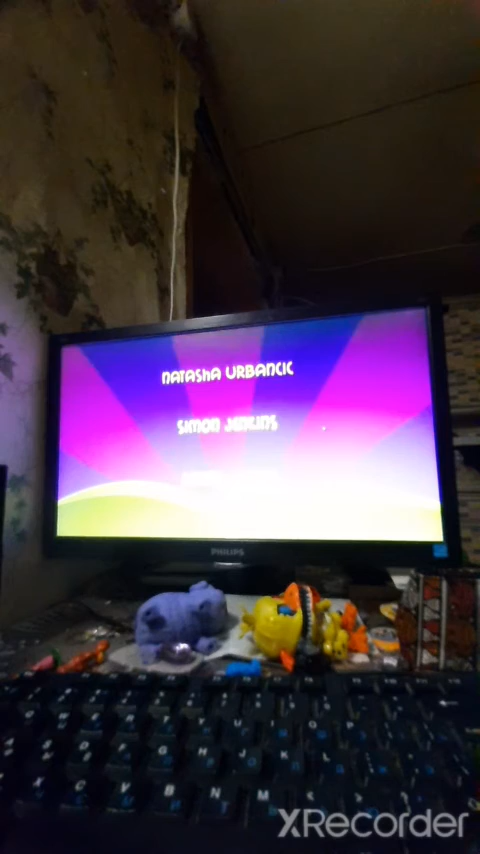 NATASHA URBANCIC
SIMON JENKINS
PHILIPS
Y U I O P
G H J K L
X C V B N M
XRecorder